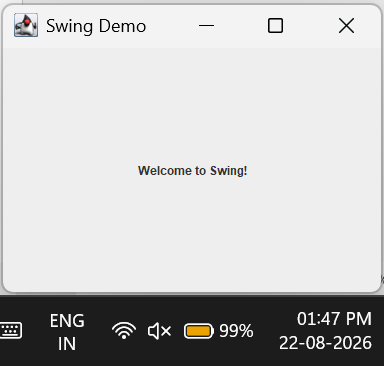 Swing Demo
Welcome to Swing!
ENG
IN
99%
01:47 PM
22-08-2026